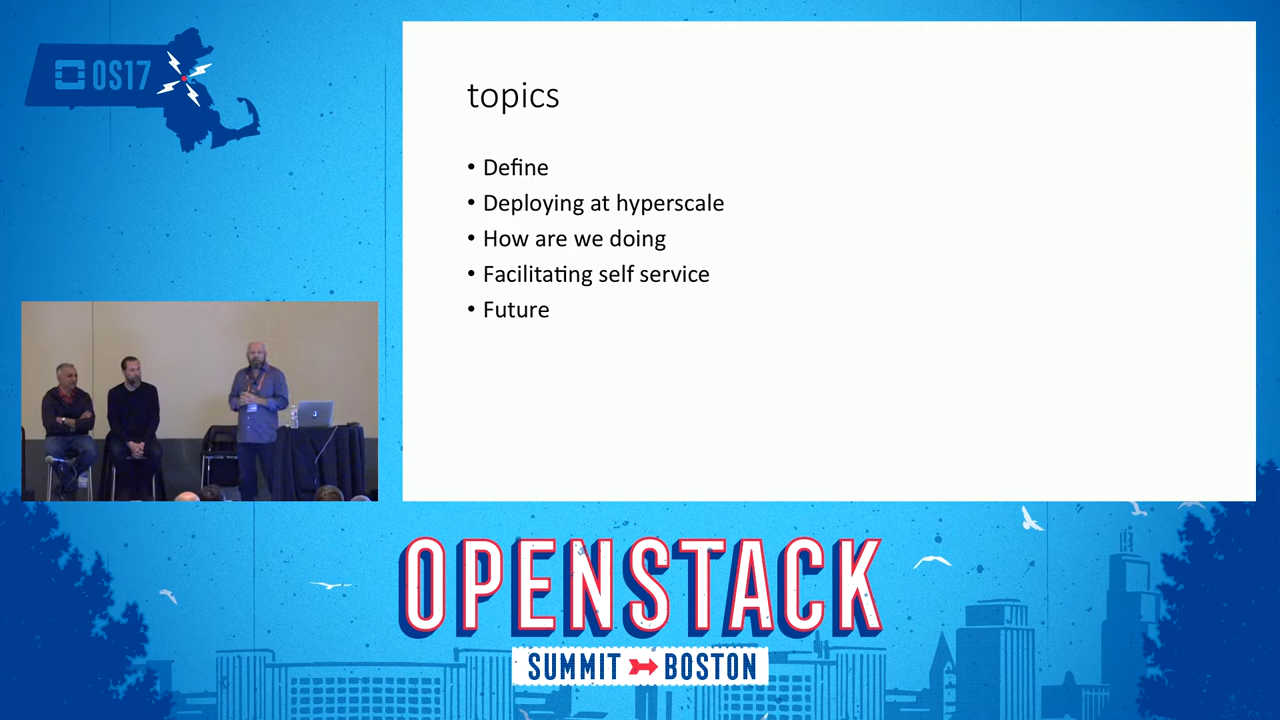 OS17
topics
• Define
• Deploying at hyperscale
• How are we doing
• Facilitating self service
• Future
OPENSTACK
SUMMIT BOSTON